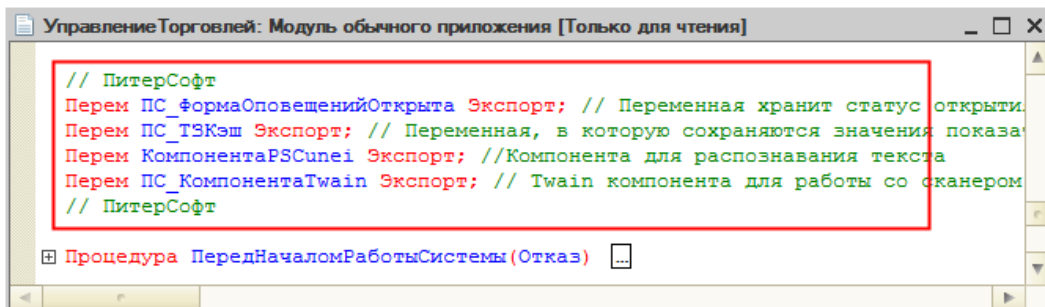 УправлениеТорговлей: Модуль обычного приложения [Только для чтения]
// ПитерСофт
Перем ПС_ФормаОповещенийОткрыта Экспорт; // Переменная хранит статус открыти
Перем ПС_ТЗКэш Экспорт; // Переменная, в которую сохраняются значения показа
Перем КомпонентаPSCunei Экспорт; //Компонента для распознавания текста
Перем ПС_КомпонентаTwain Экспорт; // Twain компонента для работы со сканером
// ПитерСофт
Процедура ПередНачаломРаботыСистемы(Отказ) ...